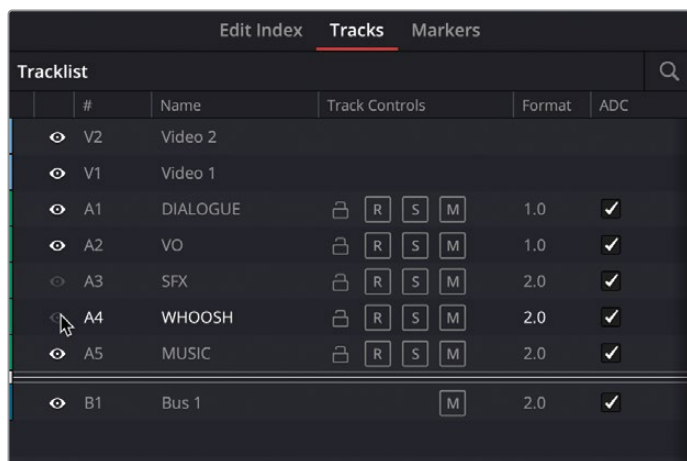 Edit Index Tracks Markers
Tracklist
# Name Track Controls Format ADC
V2 Video 2
V1 Video 1
A1 DIALOGUE R S M 1.0
A2 VO R S M 1.0
A3 SFX R S M 2.0
A4 WHOOSH R S M 2.0
A5 MUSIC R S M 2.0
B1 Bus 1 M 2.0